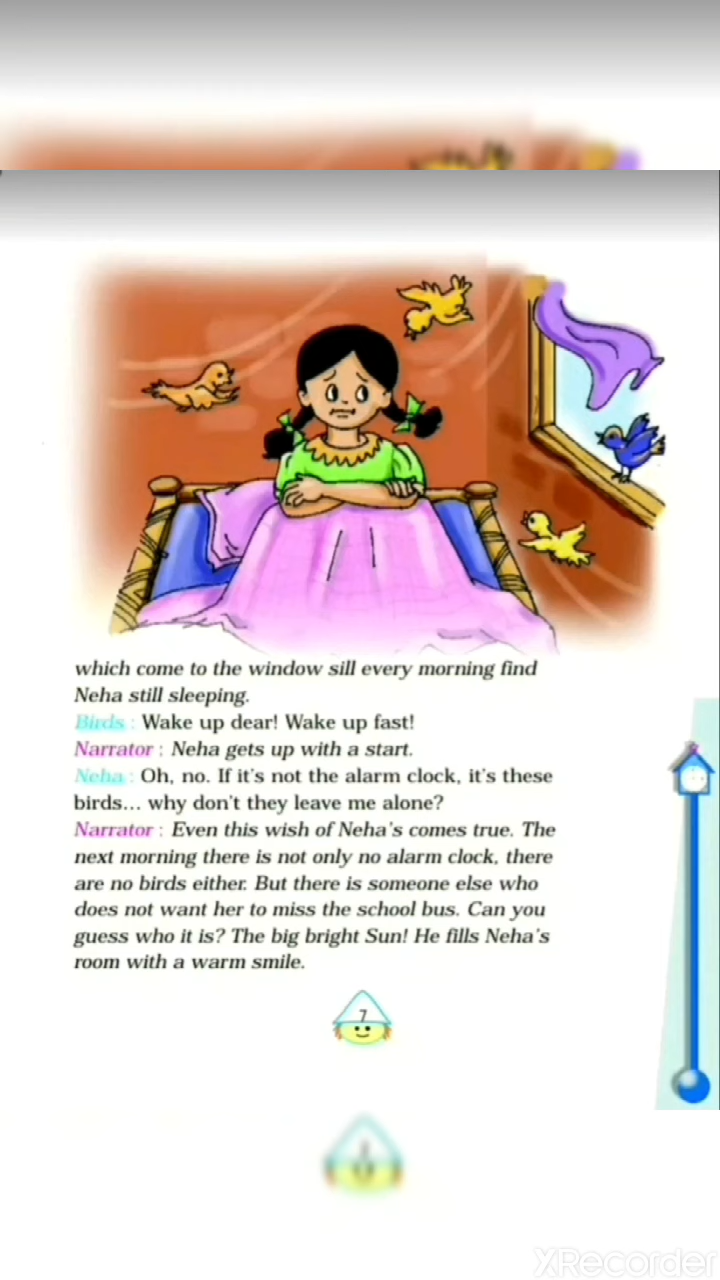 which come to the window sill every morning find
Neha still sleeping.
Birds : Wake up dear! Wake up fast!
Narrator : Neha gets up with a start.
Neha : Oh, no. If it's not the alarm clock, it's these
birds... why don't they leave me alone?
Narrator : Even this wish of Neha's comes true. The
next morning there is not only no alarm clock, there
are no birds either. But there is someone else who
does not want her to miss the school bus. Can you
guess who it is? The big bright Sun! He fills Neha's
room with a warm smile.
7
XRecorder